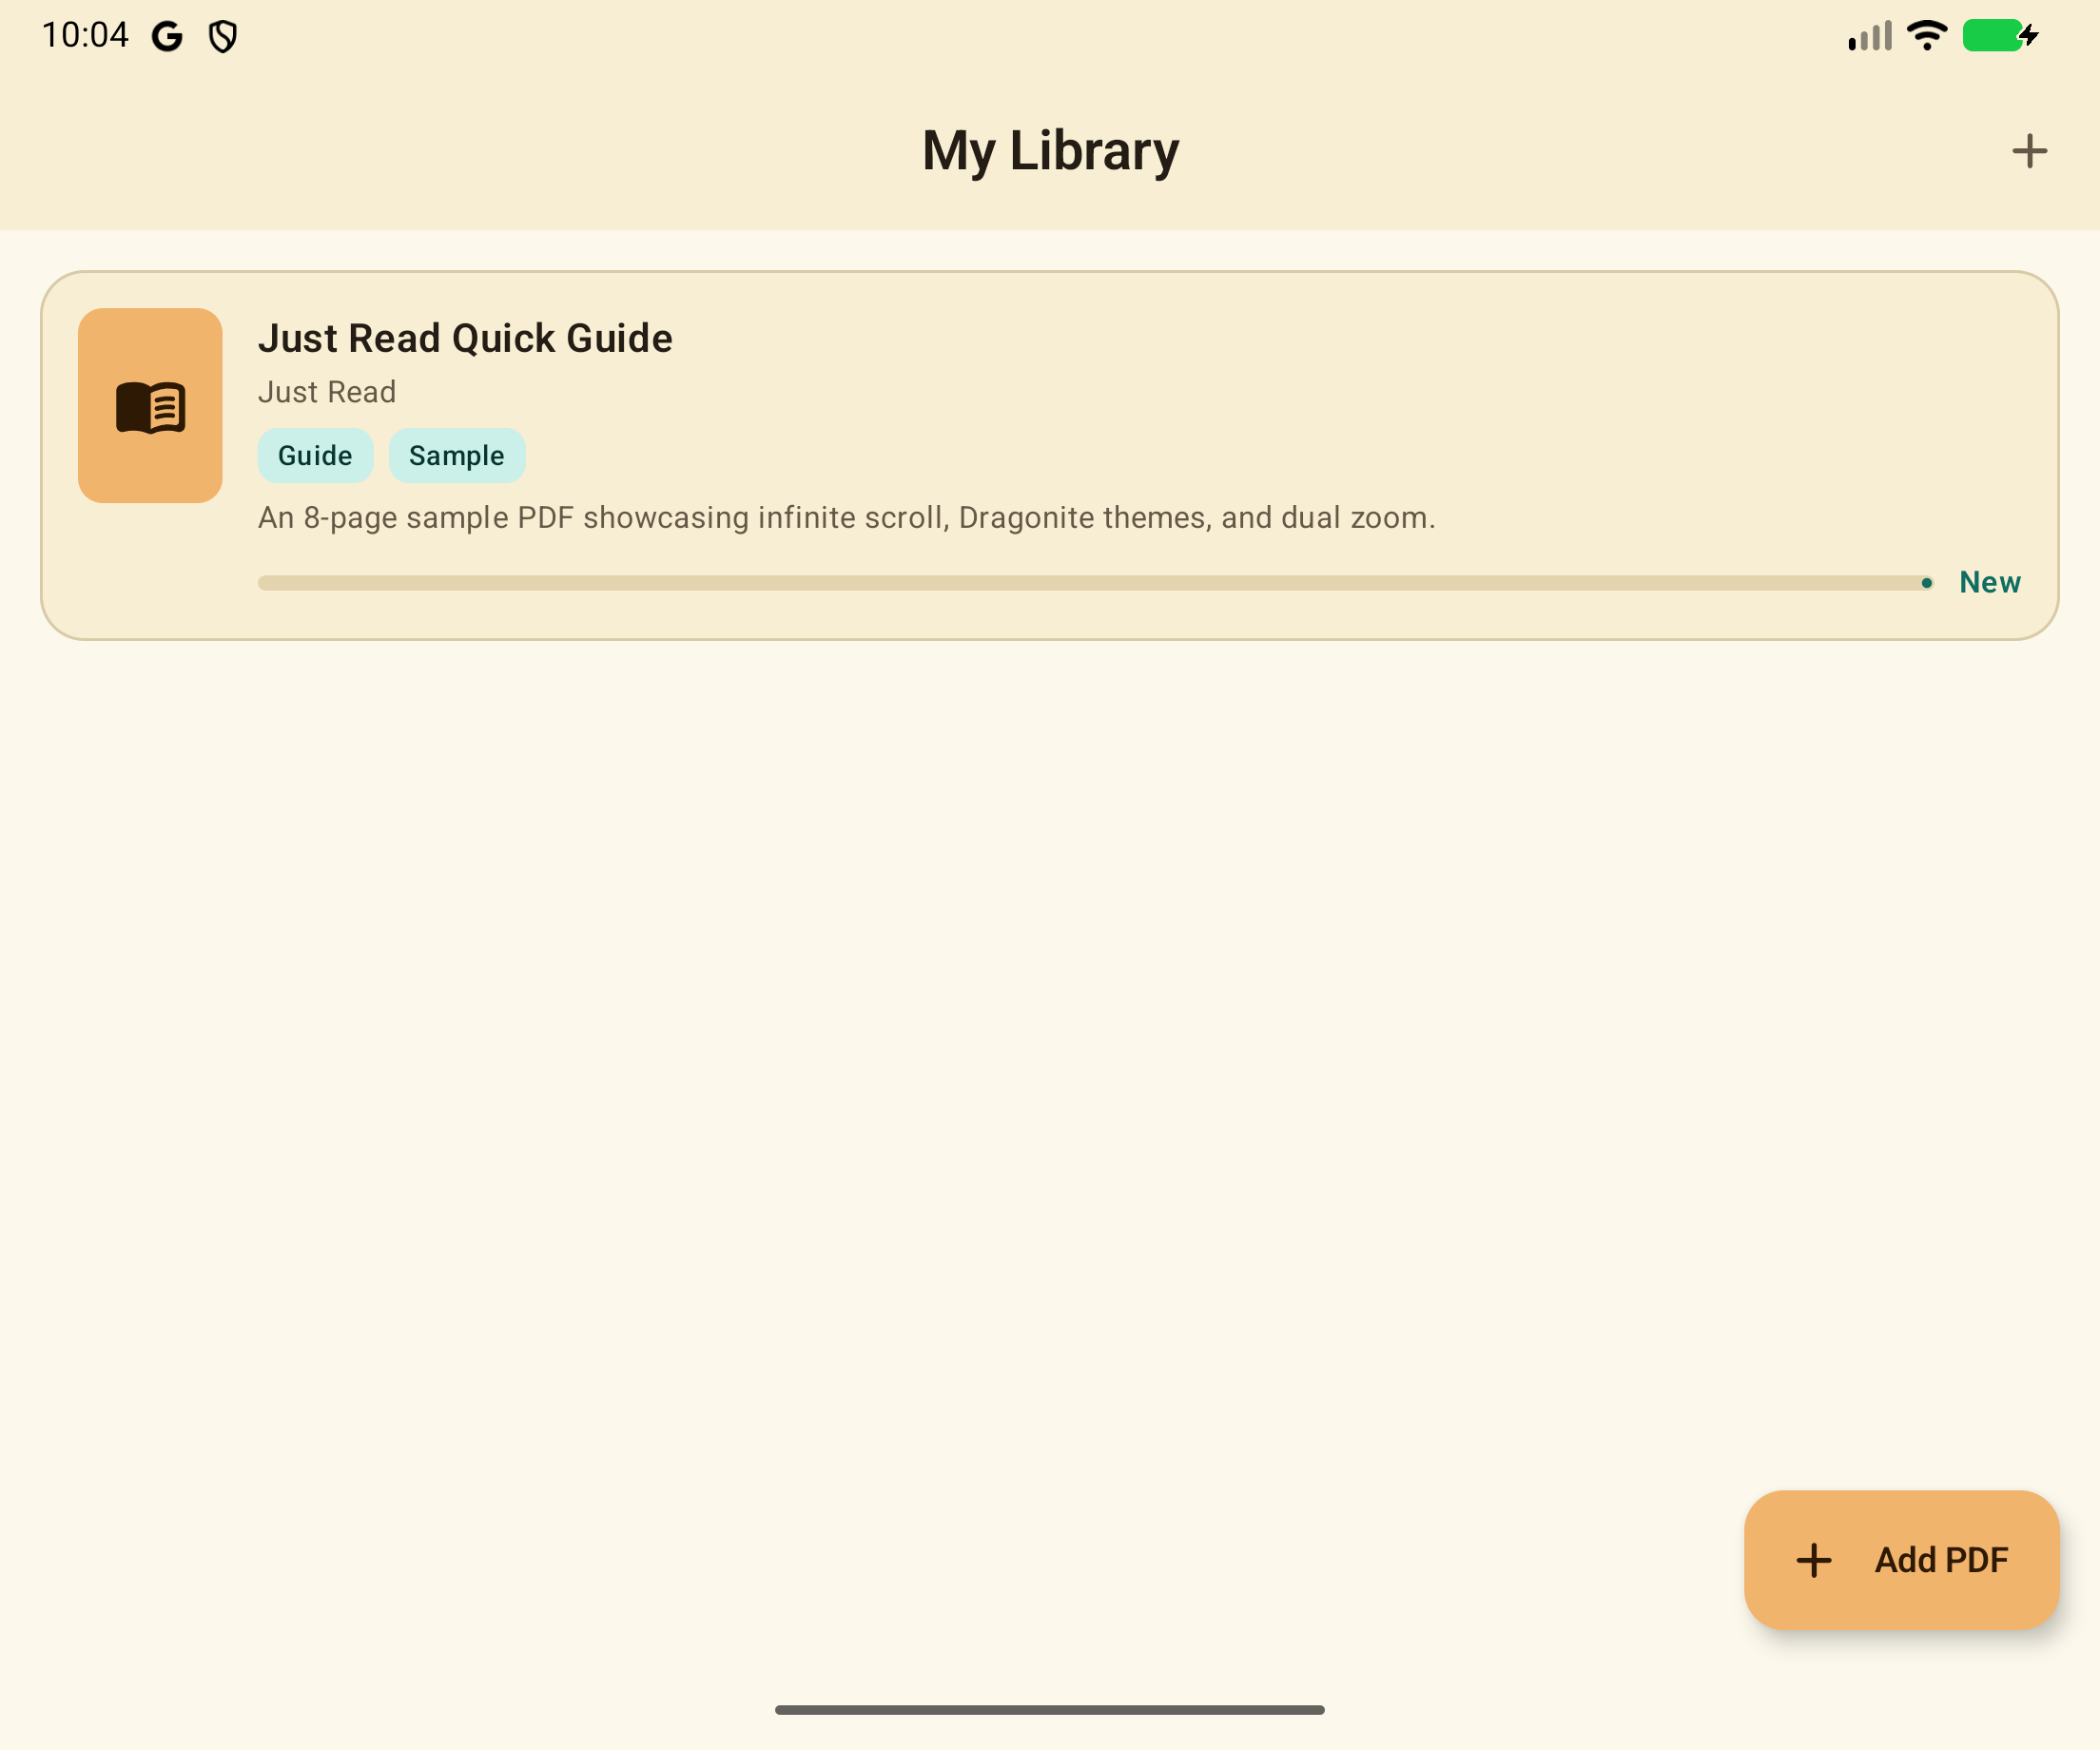 10:04
My Library
Just Read Quick Guide
Just Read
Guide Sample
An 8-page sample PDF showcasing infinite scroll, Dragonite themes, and dual zoom.
New
Add PDF